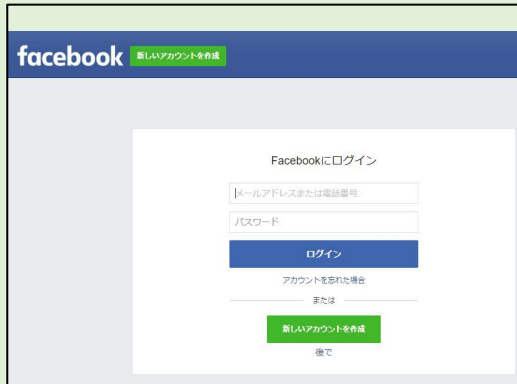 facebook 新しいアカウントを作成
Facebookにログイン
メールアドレスまたは電話番号
パスワード
ログイン
アカウントを忘れた場合
または
新しいアカウントを作成
後で